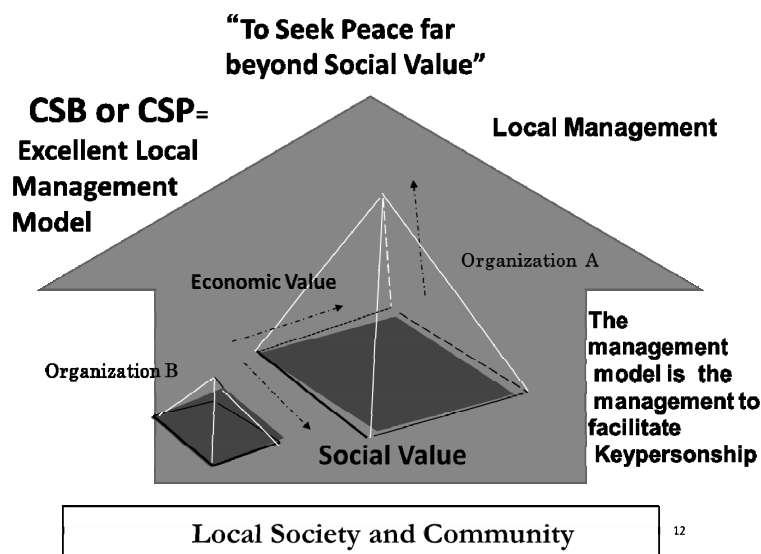 “To Seek Peace far
beyond Social Value”
CSB or CSP=
Excellent Local
Management
Model
Local Management
Organization A
Economic Value
The
management
model is the
management to
facilitate
Keypersonship
Organization B
Social Value
Local Society and Community
12